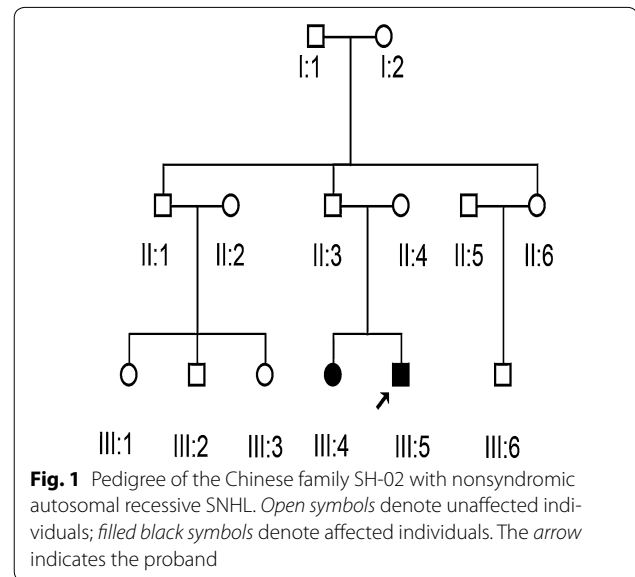 I:1 I:2
II:1 II:2 II:3 II:4 II:5 II:6
III:1 III:2 III:3 III:4 III:5 III:6
Fig. 1 Pedigree of the Chinese family SH-02 with nonsyndromic
autosomal recessive SNHL. Open symbols denote unaffected indi-
viduals; filled black symbols denote affected individuals. The arrow
indicates the proband